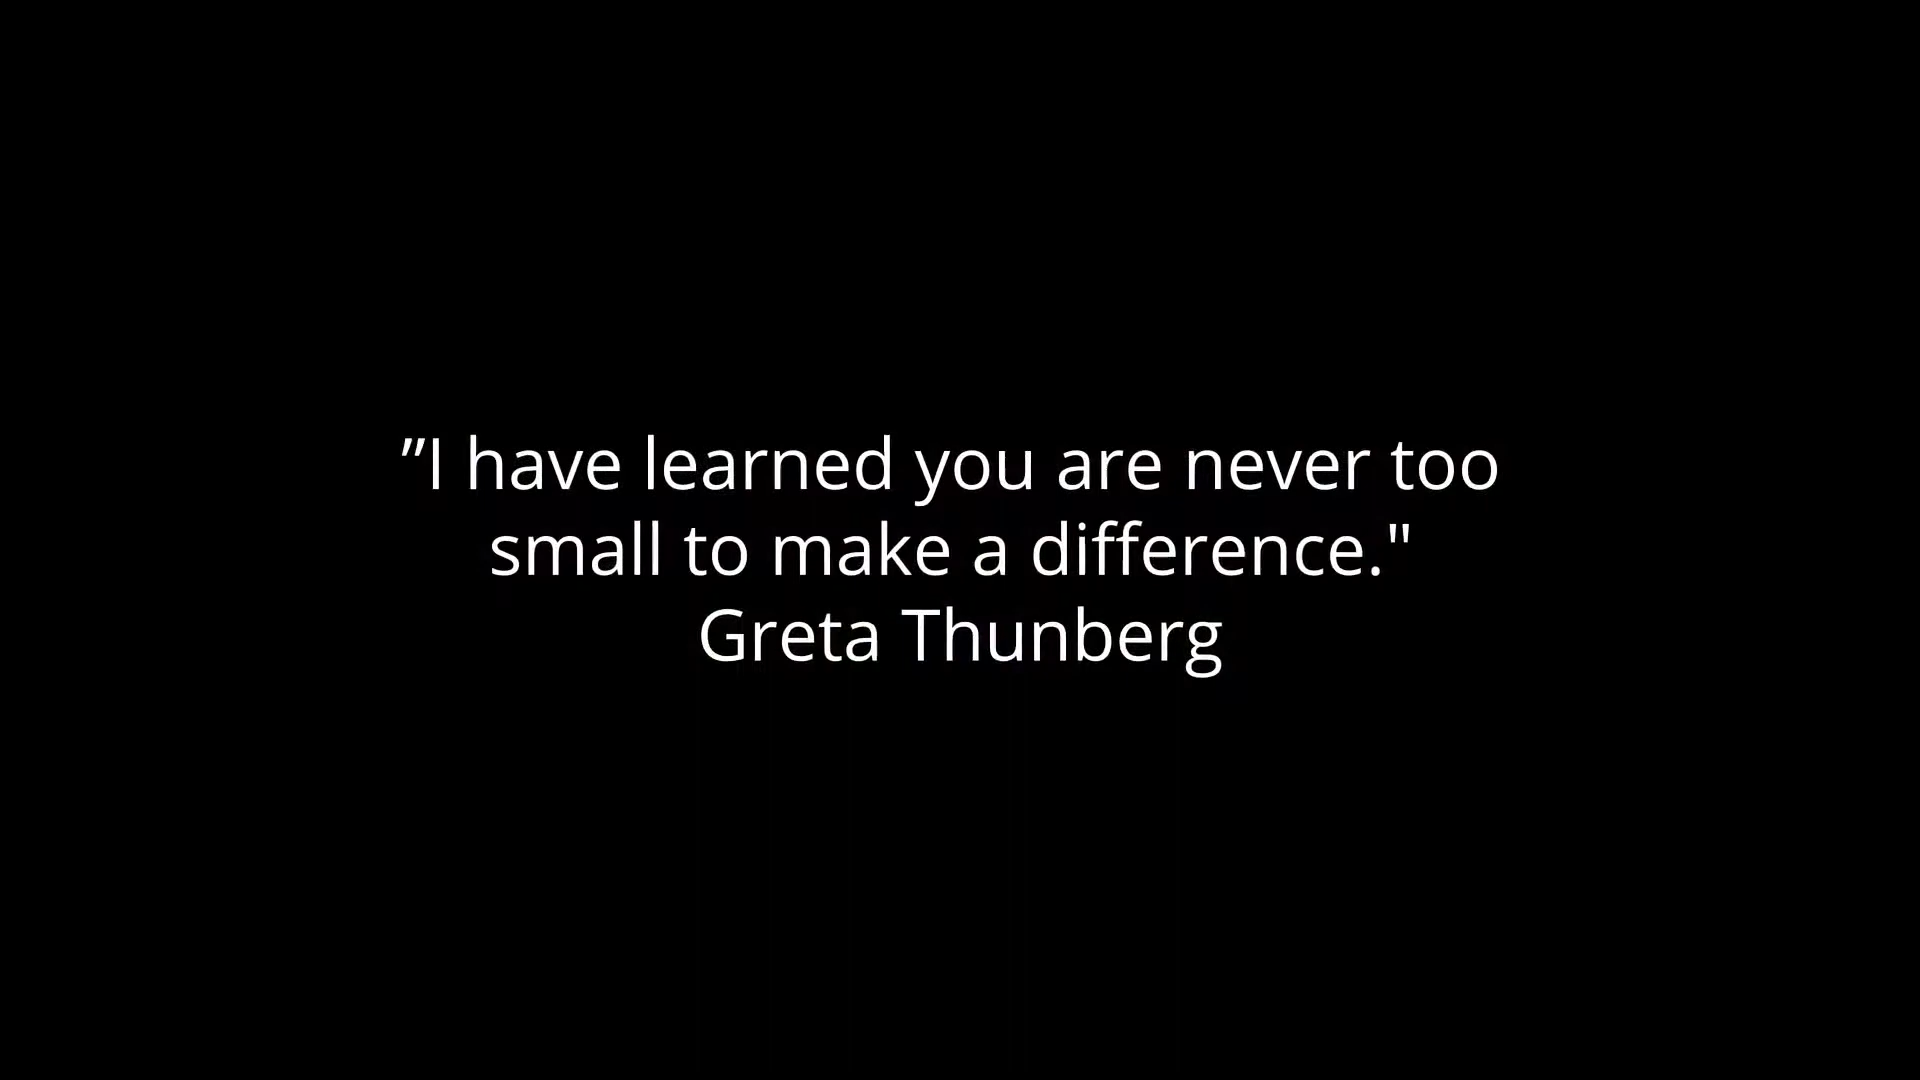 ”I have learned you are never too
small to make a difference."
Greta Thunberg